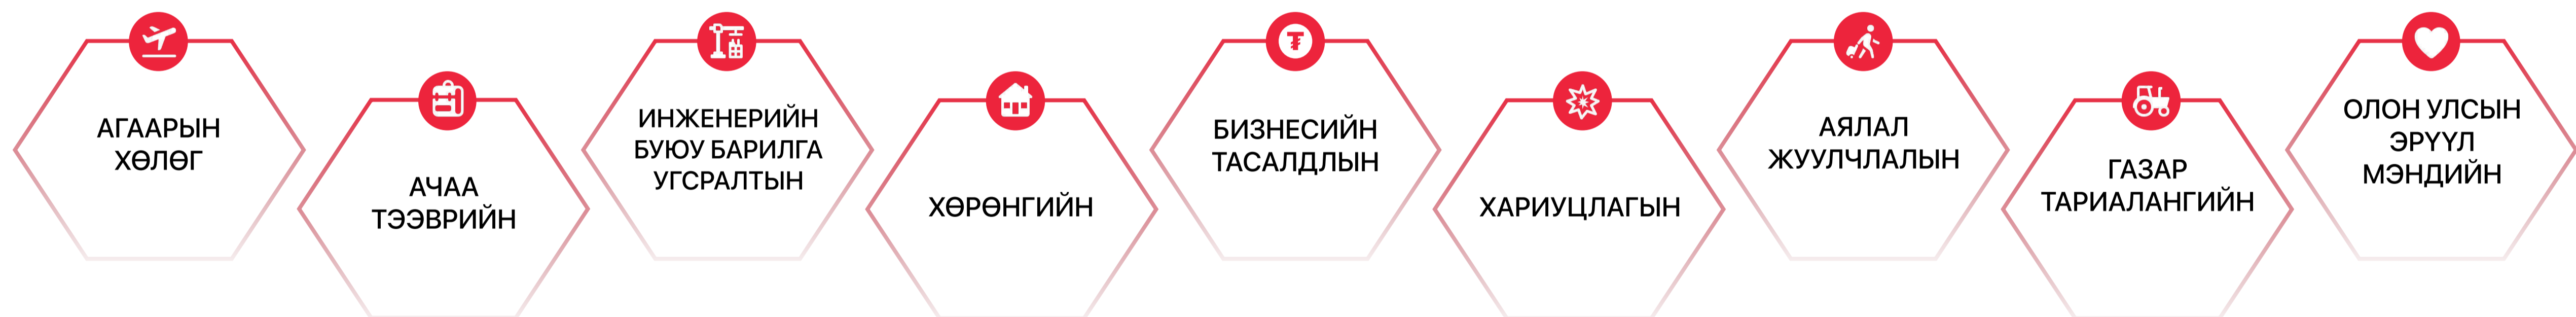 АГААРЫН
ХӨЛӨГ
АЧАА
ТЭЭВРИЙН
ИНЖЕНЕРИЙН
БУЮУ БАРИЛГА
УГСРАЛТЫН
ХӨРӨНГИЙН
БИЗНЕСИЙН
ТАСАЛДЛЫН
ХАРИУЦЛАГЫН
АЯЛАЛ
ЖУУЛЧЛАЛЫН
ГАЗАР
ТАРИАЛАНГИЙН
ОЛОН УЛСЫН
ЭРҮҮЛ
МЭНДИЙН